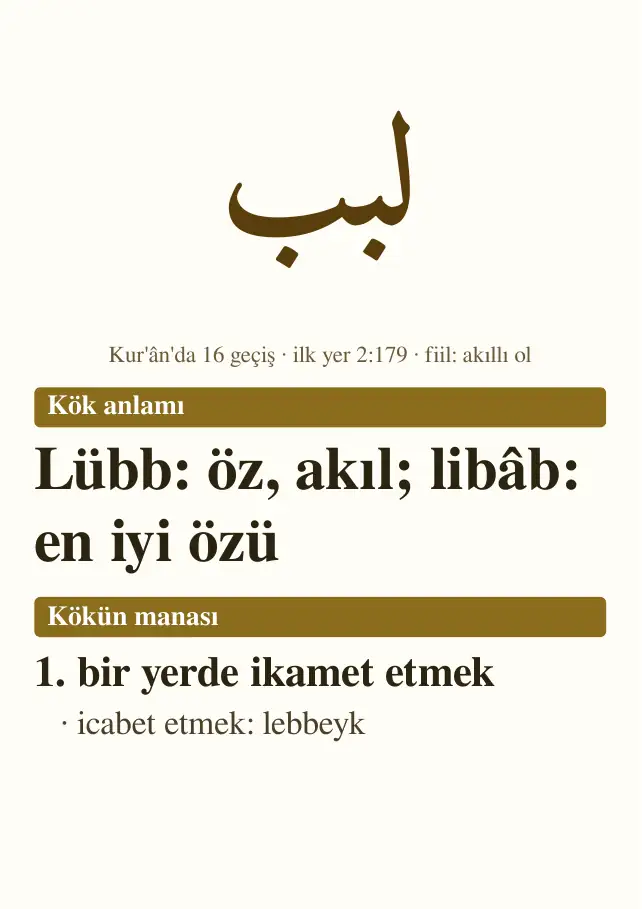 لبب
Kur'ân'da 16 geçiş · ilk yer 2:179 · fiil: akıllı ol
Kök anlamı
Lübb: öz, akıl; libâb:
en iyi özü
Kökün manası
1. bir yerde ikamet etmek
· icabet etmek: lebbeyk